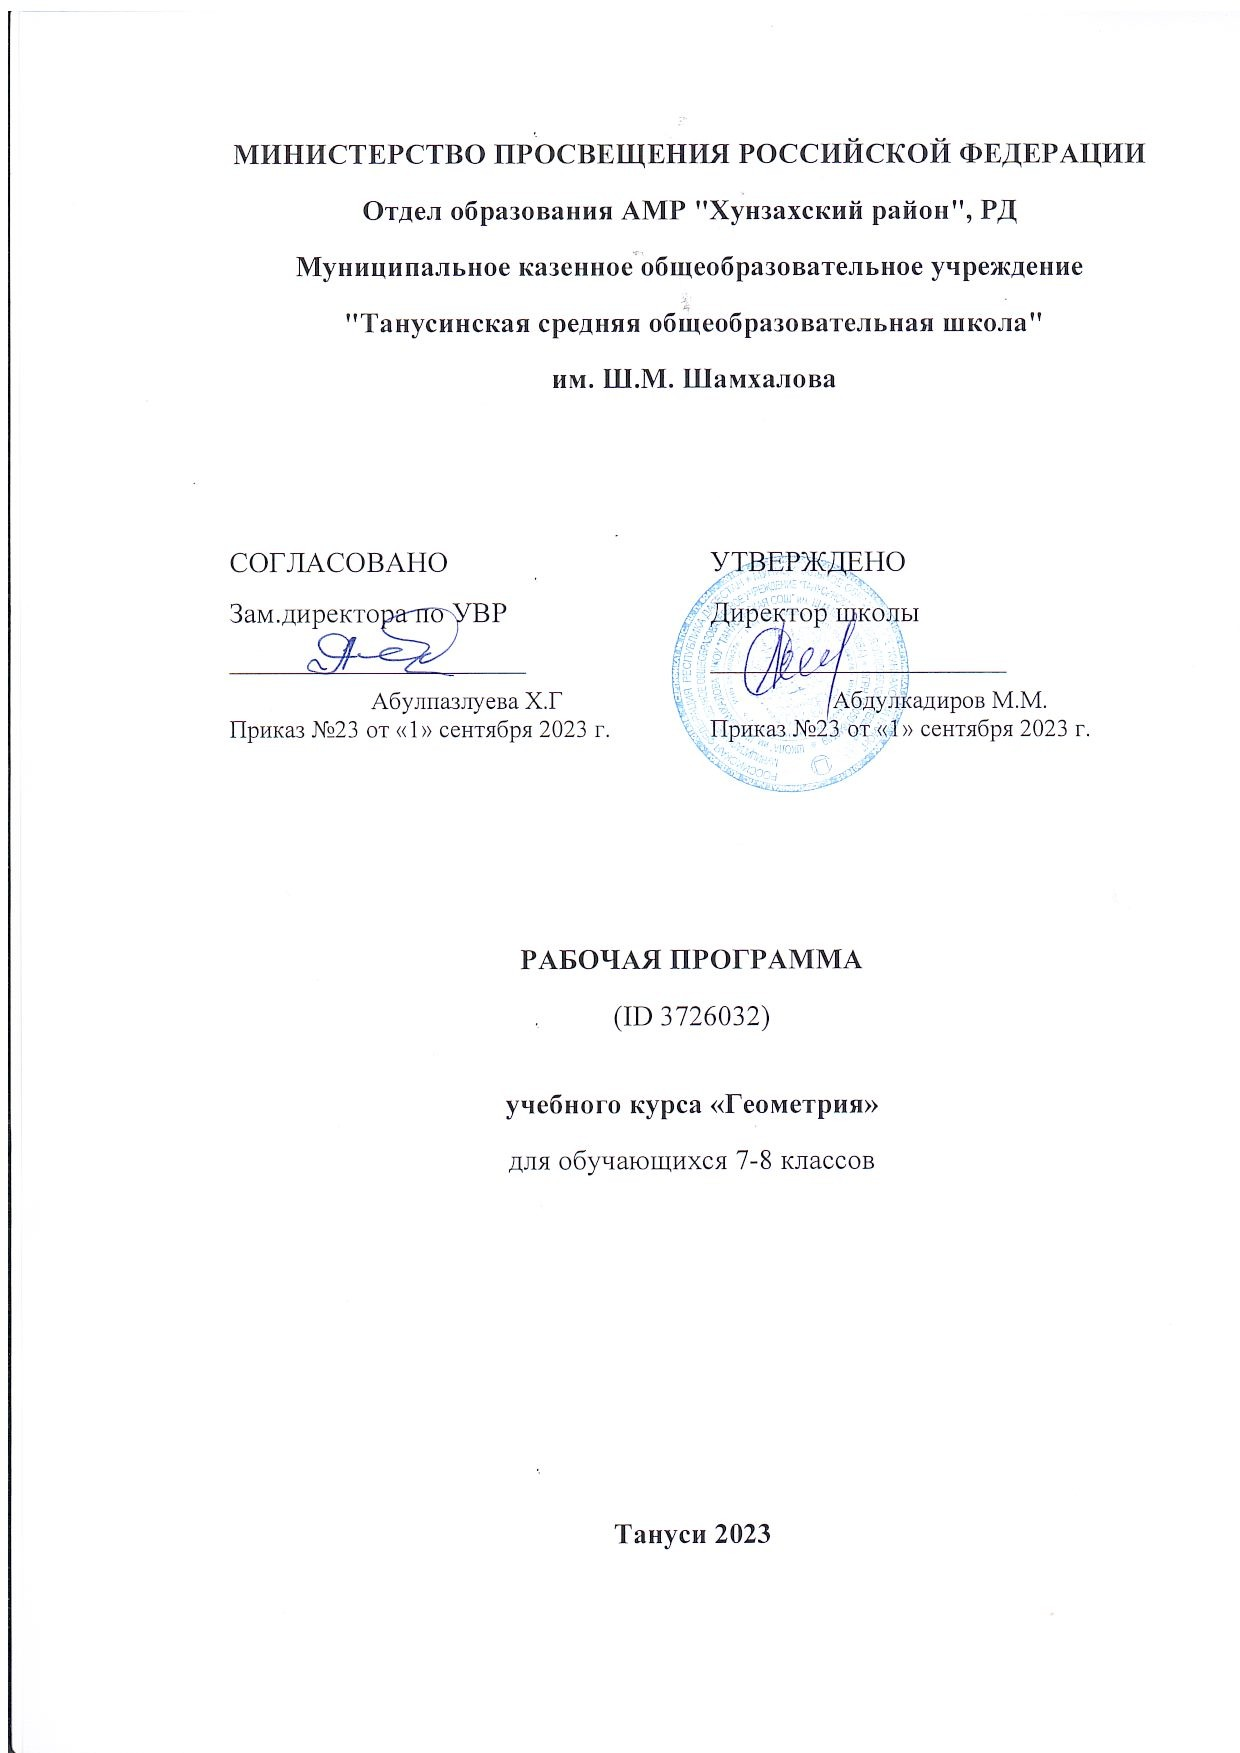 МИНИСТЕРСТВО ПРОСВЕЩЕНИЯ РОССИЙСКОЙ ФЕДЕРАЦИИ
Отдел образования АМР "Хунзахский район", РД
Муниципальное казенное общеобразовательное учреждение
"Танусинская средняя общеобразовательная школа"
им. Ш.М. Шамхалова
СОГЛАСОВАНО
Зам.директора по УВР
Абулпазлуева Х.Г
Приказ №23 от «1» сентября 2023 г.
УТВЕРЖДЕНО
Директор школы
Абдулкадиров М.М.
Приказ №23 от «1» сентября 2023 г.
РАБОЧАЯ ПРОГРАММА
(ID 3726032)
учебного курса «Геометрия»
для обучающихся 7-8 классов
Тануси 2023